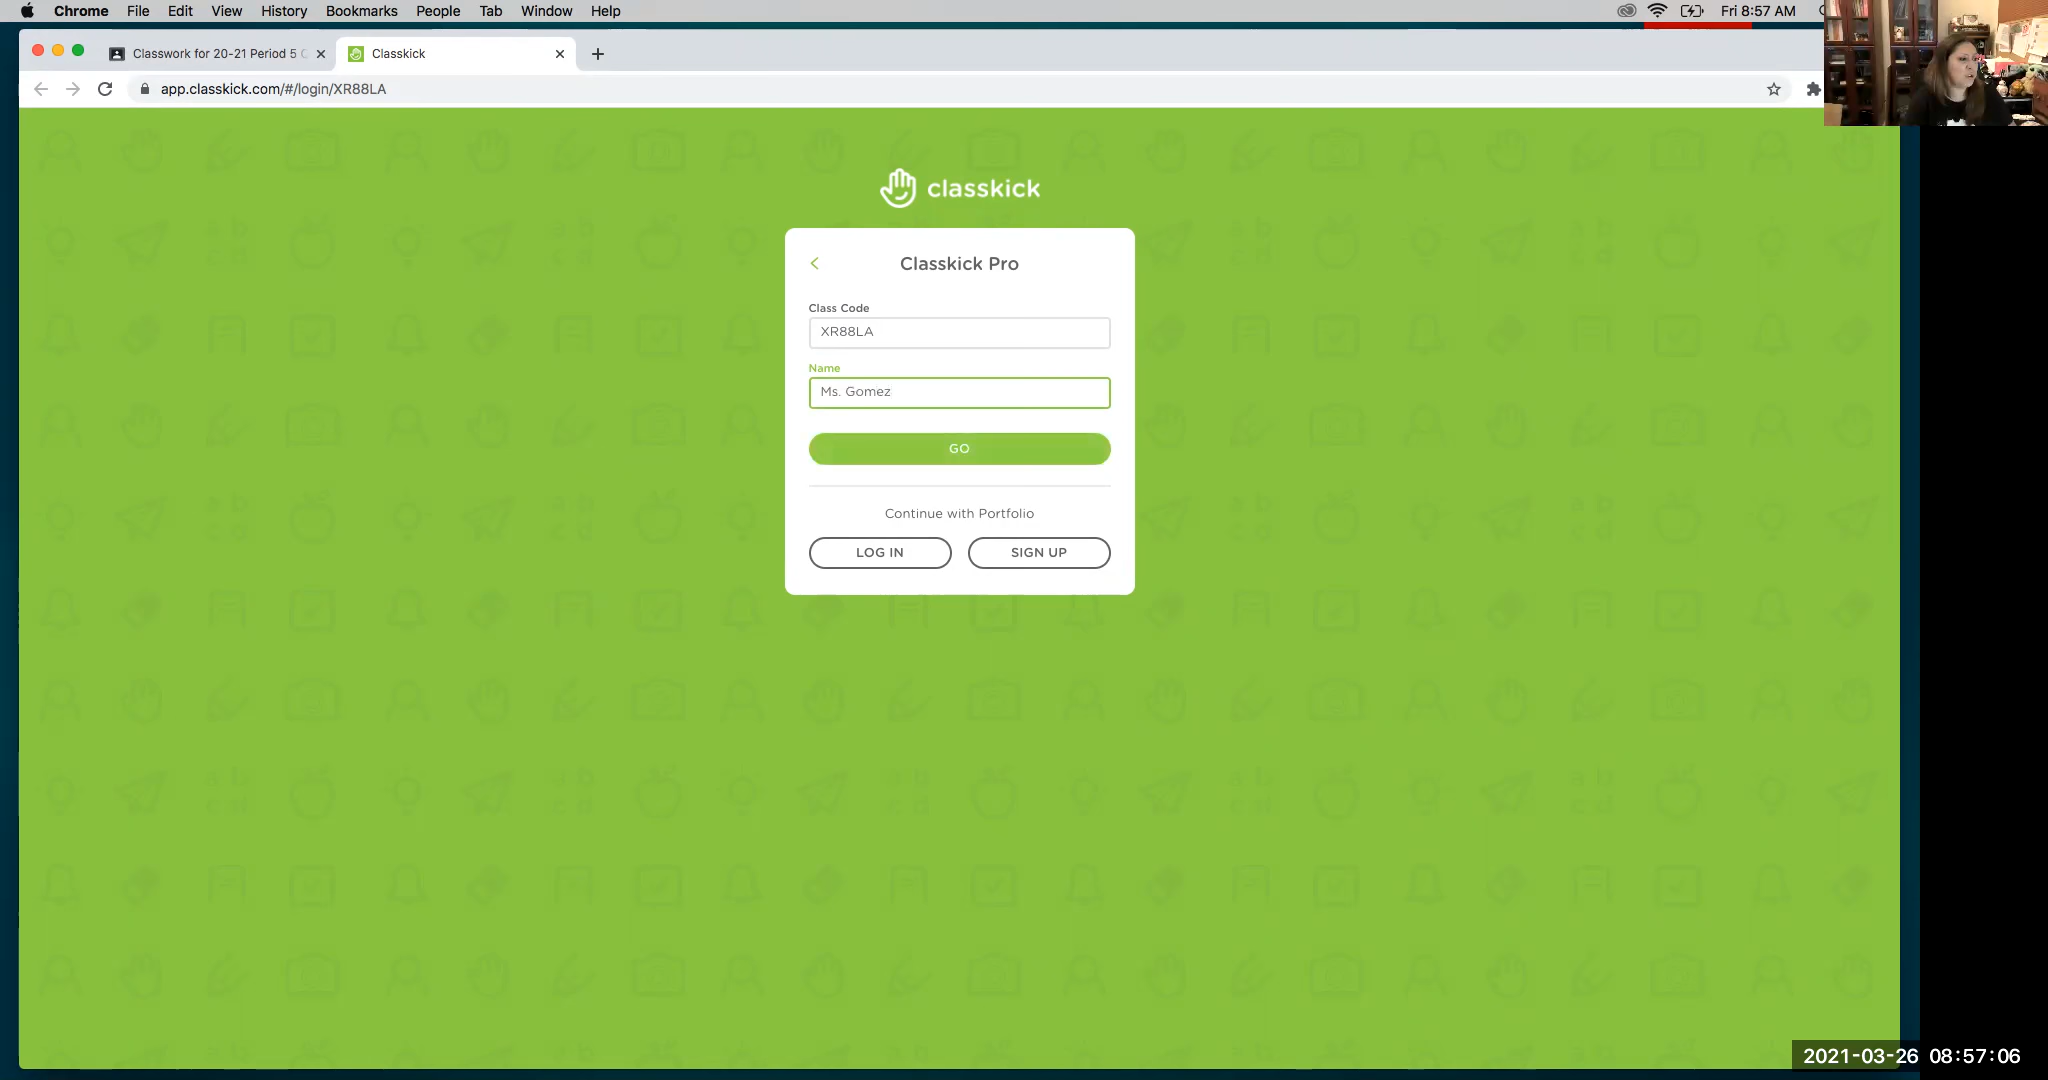 Chrome File Edit View History Bookmarks People Tab Window Help Fri 8:57 AM
Classwork for 20-21 Period 5
Classkick
app.classkick.com/#/login/XR88LA
classkick
Classkick Pro
Class Code
XR88LA
Name
Ms. Gomez
GO
Continue with Portfolio
LOG IN SIGN UP
2021-03-26 08:57:06